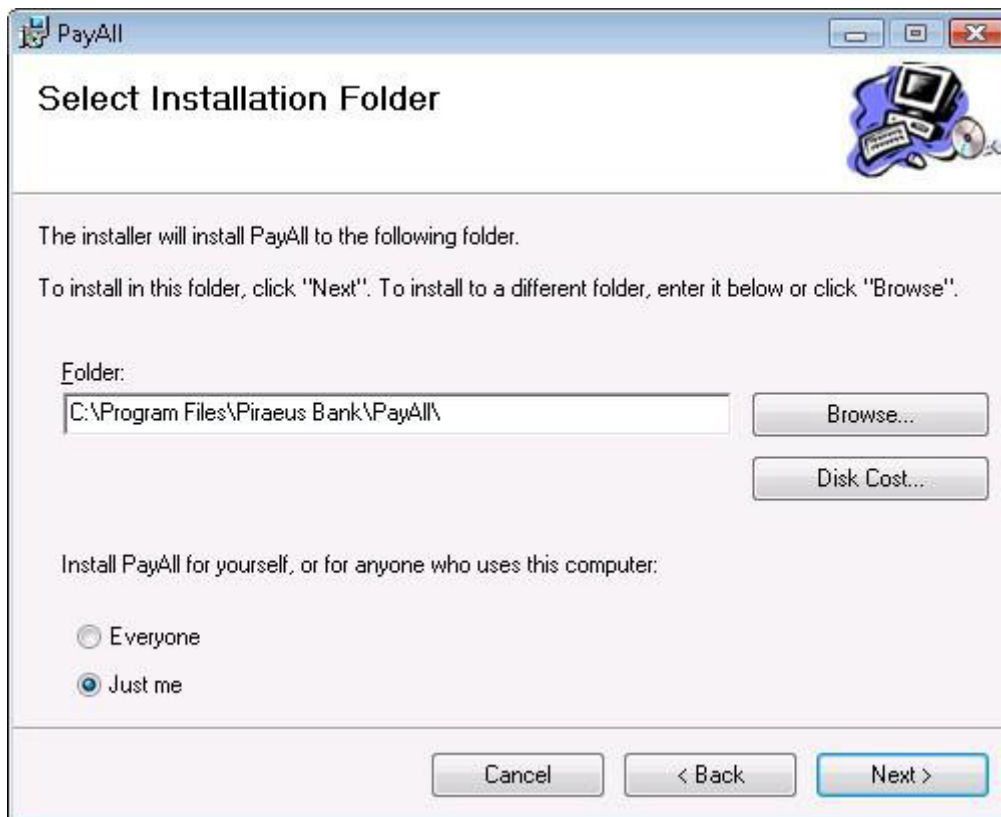 PayAll
Select Installation Folder
The installer will install PayAll to the following folder.
To install in this folder, click "Next". To install to a different folder, enter it below or click "Browse".
Folder:
C:\Program Files\Piraeus Bank\PayAll\
Browse...
Disk Cost...
Install PayAll for yourself, or for anyone who uses this computer:
Everyone
Just me
Cancel
< Back
Next >